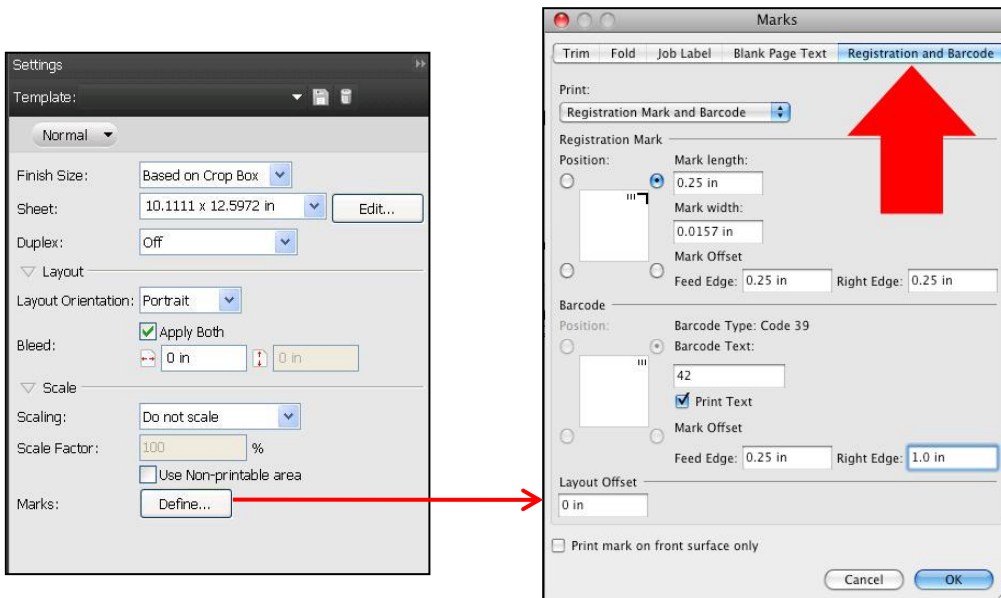 Settings
Template:
Normal
Finish Size: Based on Crop Box
Sheet: 10.1111 x 12.5972 in Edit...
Duplex: Off
Layout
Layout Orientation: Portrait
Apply Both
Bleed: 0 in 0 in
Scale
Scaling: Do not scale
Scale Factor: 100 %
Use Non-printable area
Marks: Define...
Marks
Trim Fold Job Label Blank Page Text Registration and Barcode
Print:
Registration Mark and Barcode
Registration Mark
Position: Mark length:
0.25 in
Mark width:
0.0157 in
Mark Offset
Feed Edge: 0.25 in Right Edge: 0.25 in
Barcode
Position: Barcode Type: Code 39
Barcode Text:
42
Print Text
Mark Offset
Feed Edge: 0.25 in Right Edge: 1.0 in
Layout Offset
0 in
Print mark on front surface only
Cancel OK